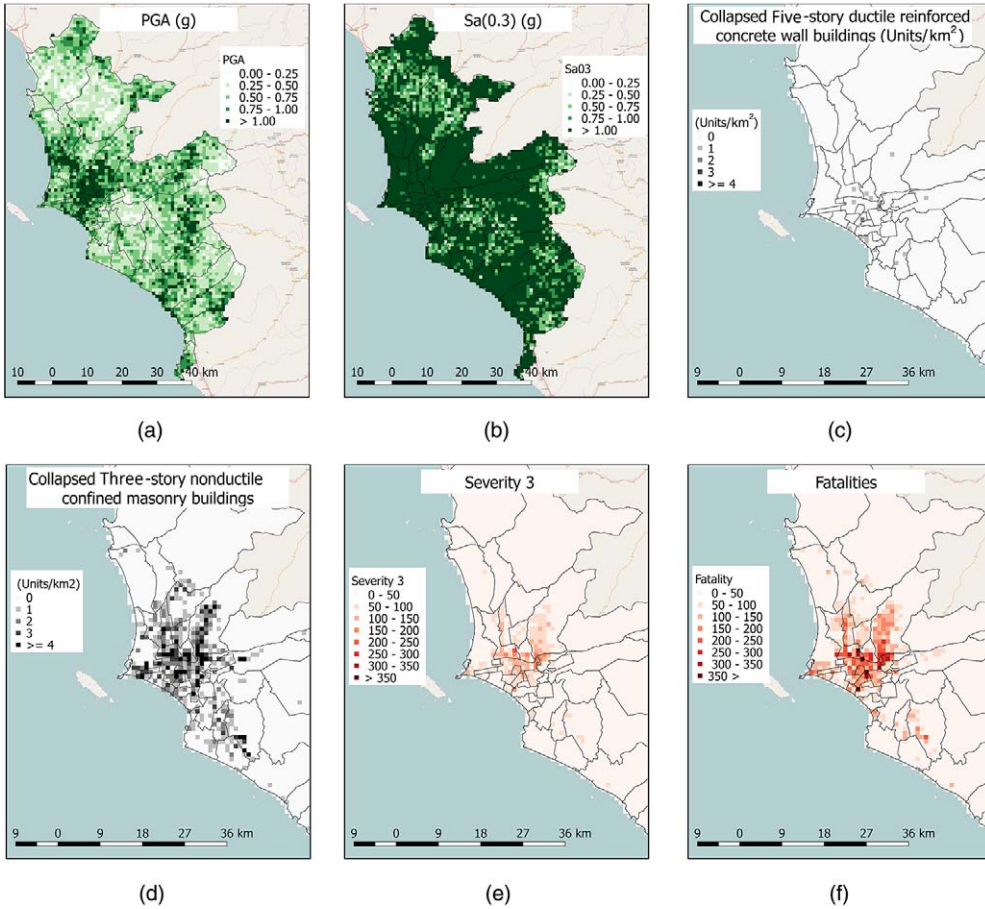 PGA (g)
PGA
0.00 - 0.25
0.25 - 0.50
0.50 - 0.75
0.75 - 1.00
> 1.00
10 0 10 20 30 40 km
(a)
Sa(0.3) (g)
Sa03
0.00 - 0.25
0.25 - 0.50
0.50 - 0.75
0.75 - 1.00
> 1.00
10 0 10 20 30 40 km
(b)
Collapsed Five-story ductile reinforced
concrete wall buildings (Units/km²)
(Units/km²)
0
1
2
3
>= 4
9 0 9 18 27 36 km
(c)
Collapsed Three-story nonductile
confined masonry buildings
(Units/km2)
0
1
2
3
>= 4
9 0 9 18 27 36 km
(d)
Severity 3
Severity 3
0 - 50
50 - 100
100 - 150
150 - 200
200 - 250
250 - 300
300 - 350
> 350
9 0 9 18 27 36 km
(e)
Fatalities
Fatality
0 - 50
50 - 100
100 - 150
150 - 200
200 - 250
250 - 300
300 - 350
350 >
9 0 9 18 27 36 km
(f)